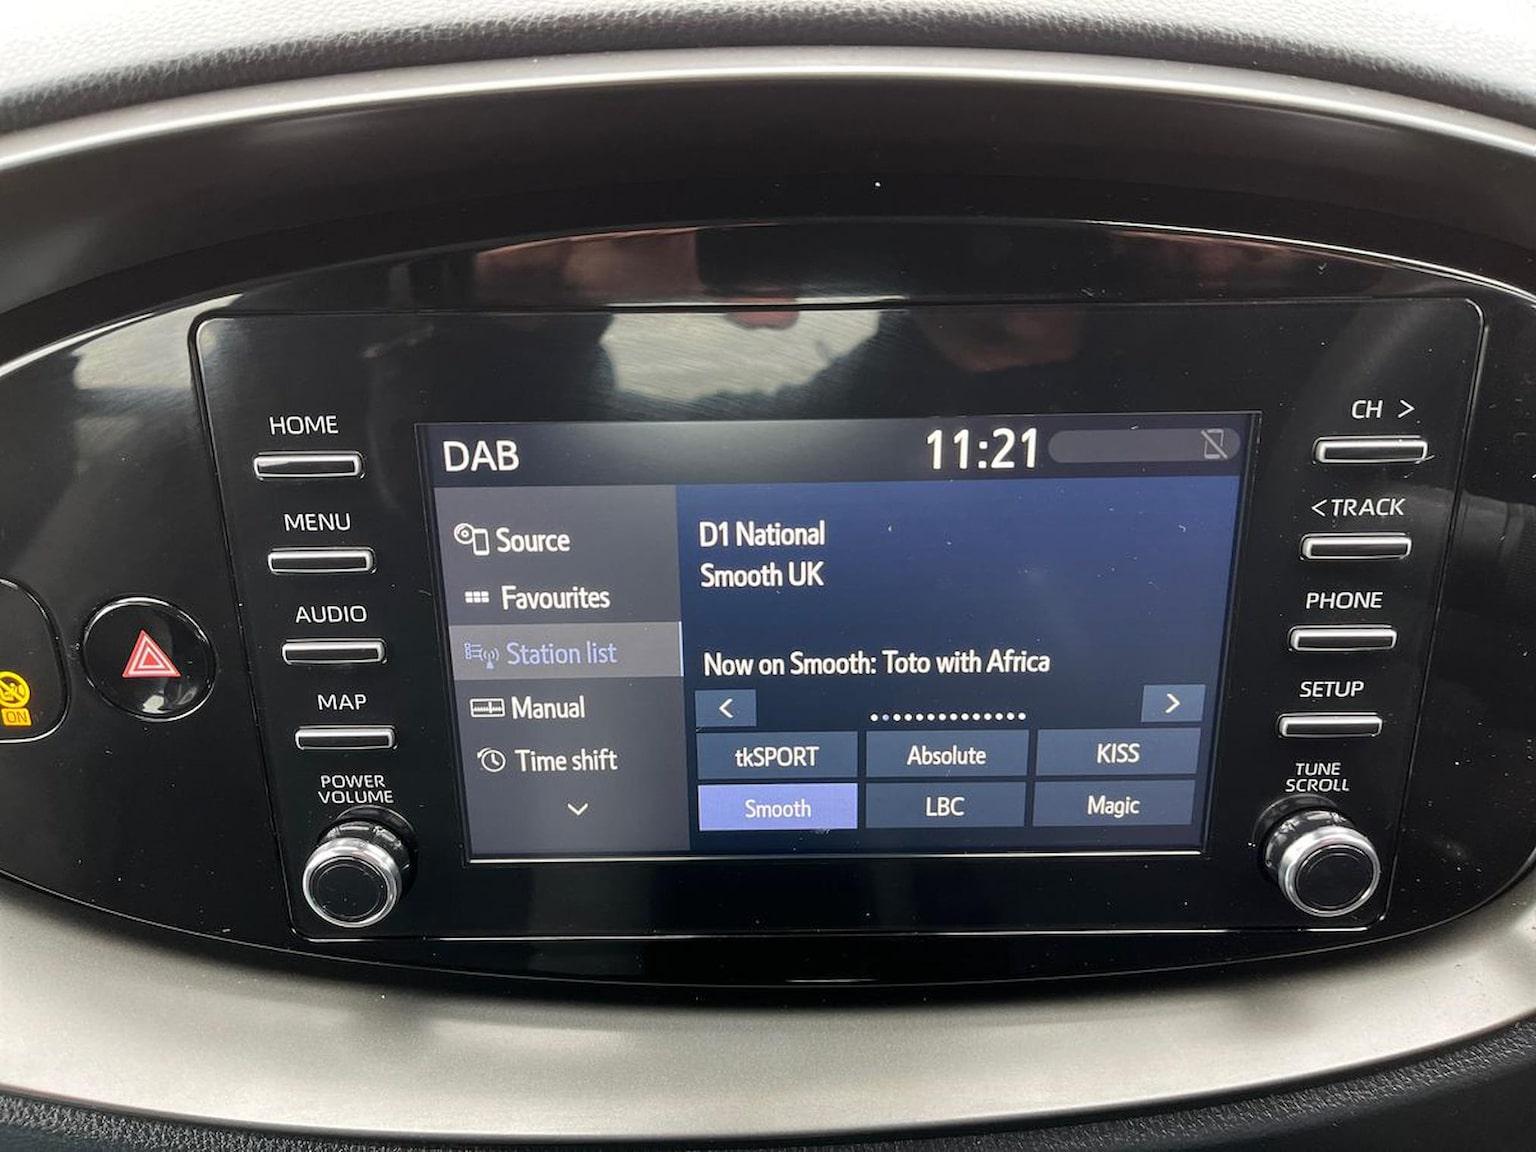 HOME
MENU
AUDIO
MAP
POWER
VOLUME
ON
DAB
11:21
Source
Favourites
Station list
Manual
Time shift
D1 National
Smooth UK
Now on Smooth: Toto with Africa
<
>
tkSPORT
Absolute
KISS
Smooth
LBC
Magic
CH >
< TRACK
PHONE
SETUP
TUNE
SCROLL